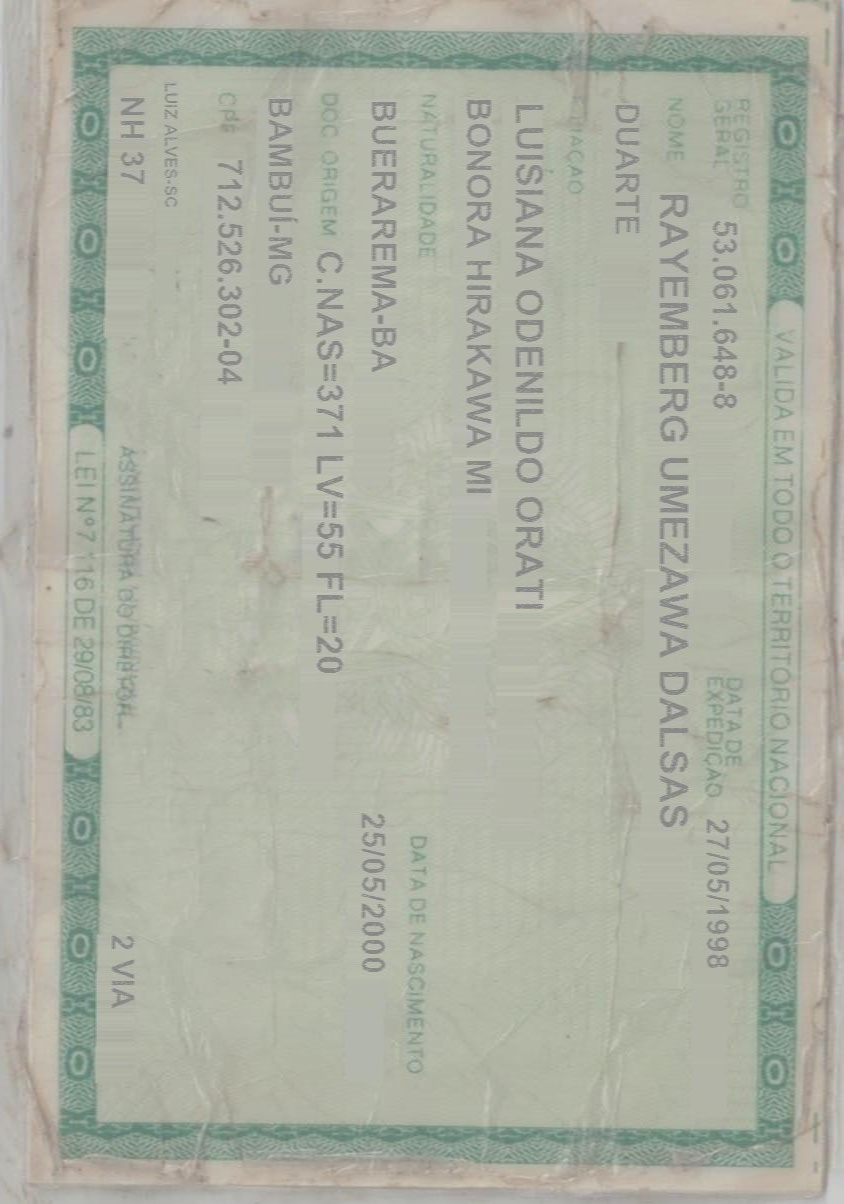 VALIDA EM TODO O TERRITÓRIO NACIONAL
REGISTRO GERAL 53.061.648-8 DATA DE EXPEDIÇÃO 27/05/1998
NOME RAYEMBERG UMEZAWA DALSAS
DUARTE
FILIAÇÃO
LUISIANA ODENILDO ORATI
BONORA HIRAKAWA MI
NATURALIDADE DATA DE NASCIMENTO
BUERAREMA-BA 25/05/2000
DOC ORIGEM C.NAS=371 LV=55 FL=20
BAMBUÍ-MG
CPF 712.526.302-04
LUIZ ALVES-SC
NH 37 2 VIA
ASSINATURA DO DIRETOR
LEI Nº 7.116 DE 29/08/83